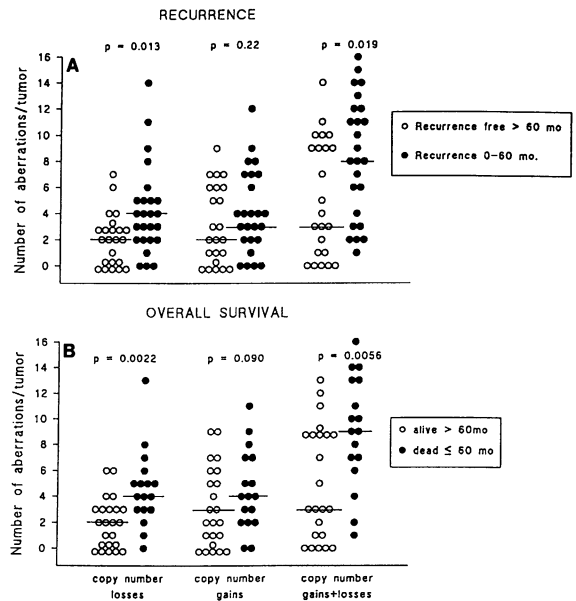 RECURRENCE
A
p = 0.013
p = 0.22
p = 0.019
Number of aberrations/tumor
16
14
12
10
8
6
4
2
0
Recurrence free > 60 mo
Recurrence 0-60 mo.
OVERALL SURVIVAL
B
p = 0.0022
p = 0.090
p = 0.0056
Number of aberrations/tumor
16
14
12
10
8
6
4
2
0
alive > 60mo
dead ≤ 60 mo
copy number
losses
copy number
gains
copy number
gains+losses